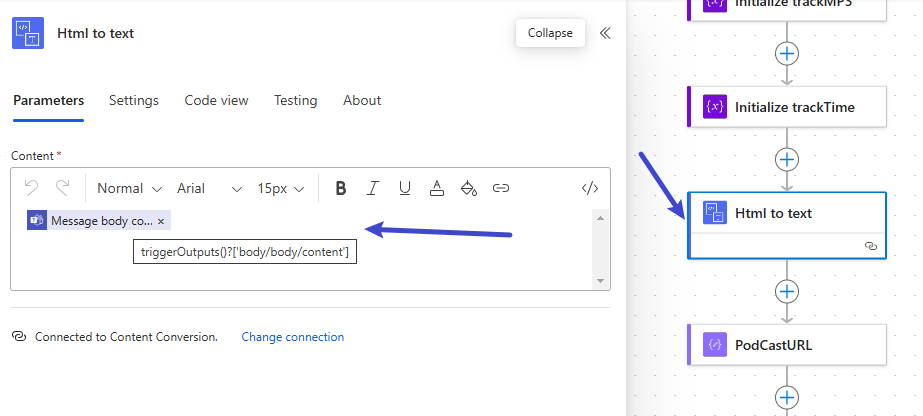 Html to text
Collapse
Parameters
Settings
Code view
Testing
About
Content *
Normal
Arial
15px
B
I
U
A
</>
Message body co... ×
triggerOutputs()?['body/body/content']
Connected to Content Conversion.
Change connection
Initialize trackMP3
Initialize trackTime
Html to text
PodCastURL